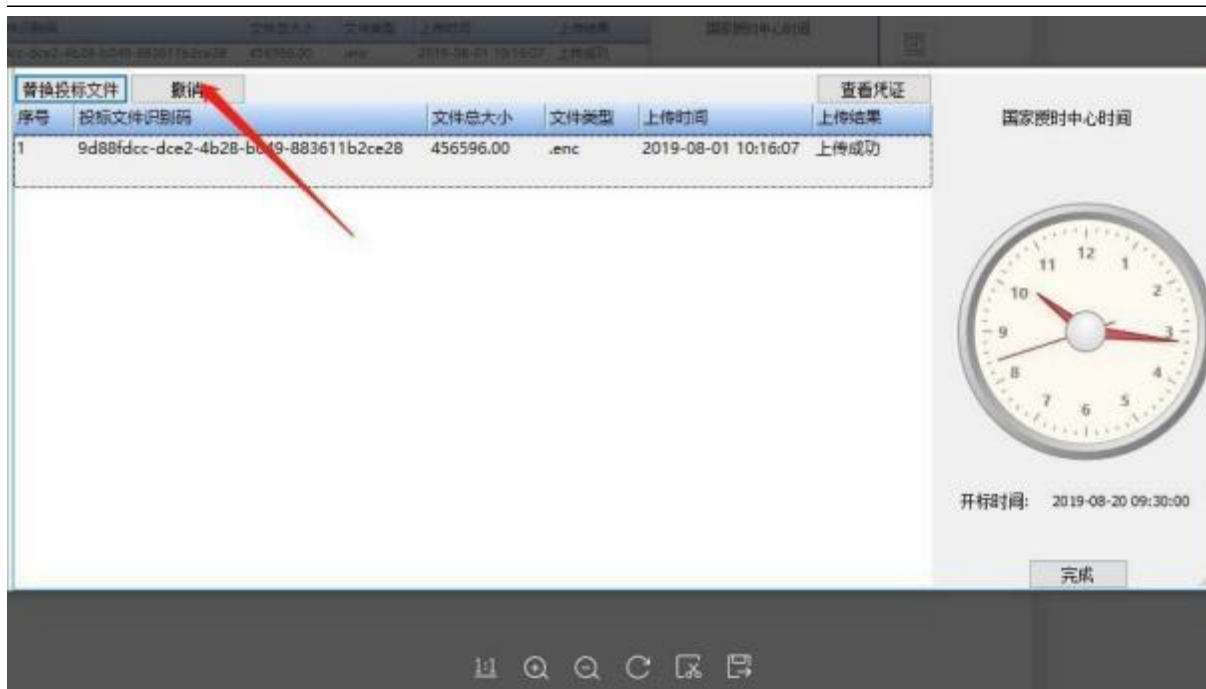 替换投标文件 撤销 查看凭证
序号 投标文件识别码 文件总大小 文件类型 上传时间 上传结果 国家授时中心时间
1 9d88fdcc-dce2-4b28-b049-883611b2ce28 456596.00 .enc 2019-08-01 10:16:07 上传成功
12
11 1
10 2
9 3
8 4
7 5
6
开标时间: 2019-08-20 09:30:00
完成
1:1